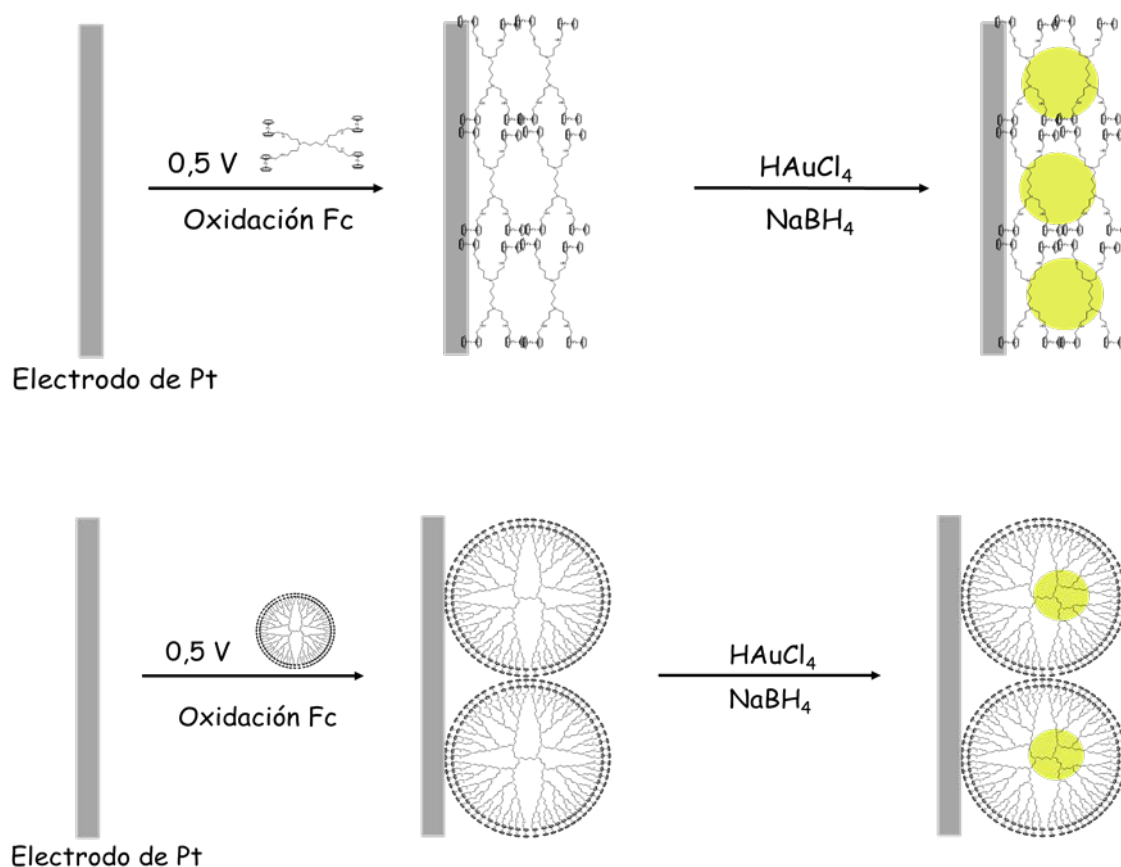 0,5 V
Oxidación Fc
HAuCl₄
NaBH₄
Electrodo de Pt
0,5 V
Oxidación Fc
HAuCl₄
NaBH₄
Electrodo de Pt